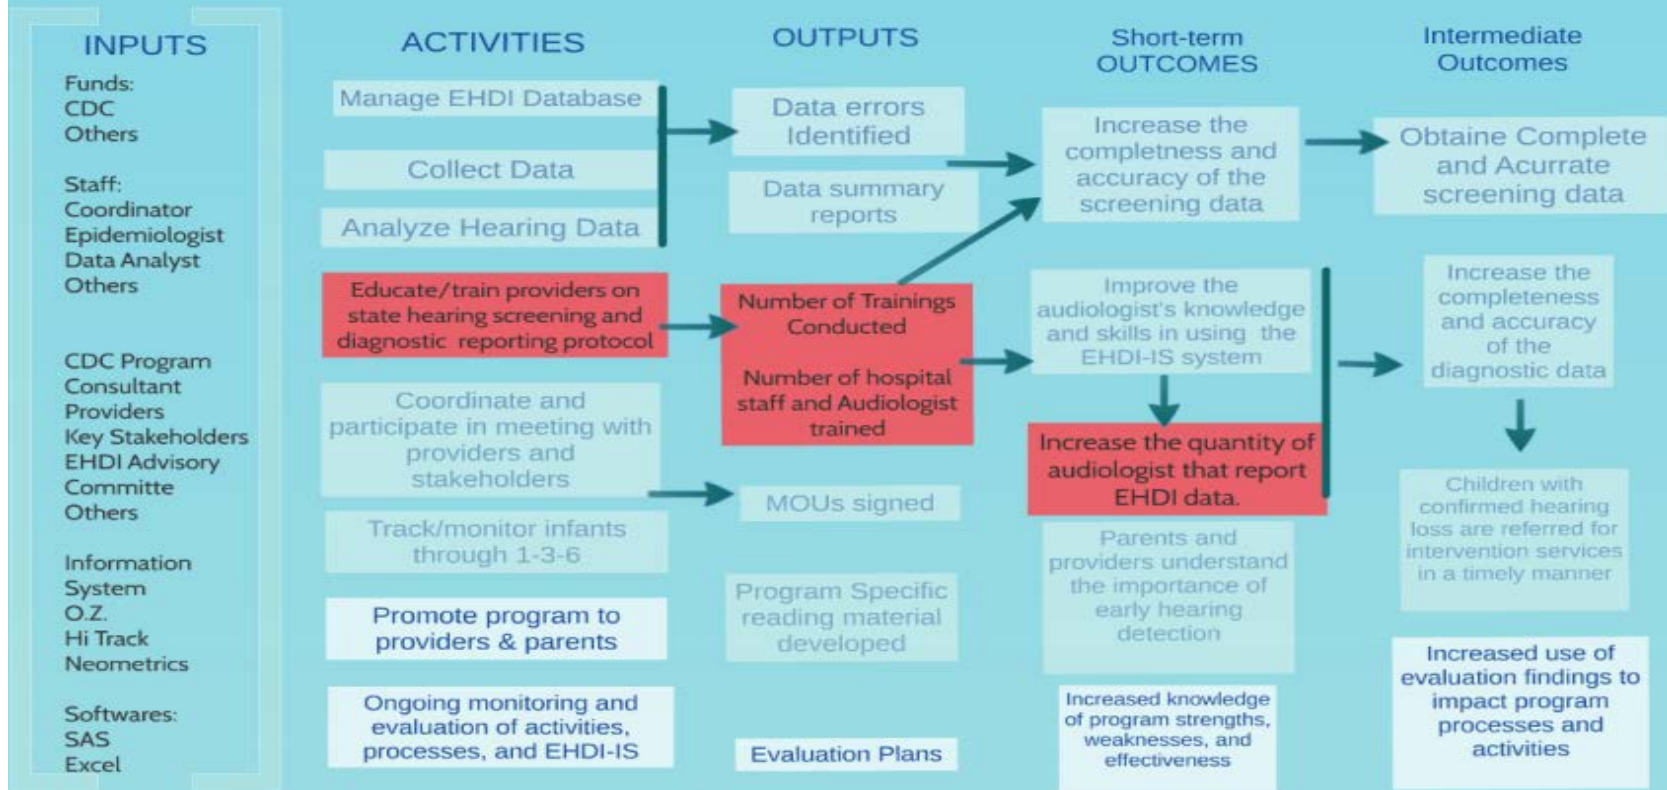 INPUTS
Funds:
CDC
Others
Staff:
Coordinator
Epidemiologist
Data Analyst
Others
CDC Program
Consultant
Providers
Key Stakeholders
EHDI Advisory
Committe
Others
Information
System
O.Z.
Hi Track
Neometrics
Softwares:
SAS
Excel
ACTIVITIES
Manage EHDI Database
Collect Data
Analyze Hearing Data
Educate/train providers on
state hearing screening and
diagnostic reporting protocol
Coordinate and
participate in meeting with
providers and
stakeholders
Track/monitor infants
through 1-3-6
Promote program to
providers & parents
Ongoing monitoring and
evaluation of activities,
processes, and EHDI-IS
OUTPUTS
Data errors
Identified
Data summary
reports
Number of Trainings
Conducted
Number of hospital
staff and Audiologist
trained
MOUs signed
Program Specific
reading material
developed
Evaluation Plans
Short-term
OUTCOMES
Increase the
completness and
accuracy of the
screening data
Improve the
audiologist's knowledge
and skills in using the
EHDI-IS system
Increase the quantity of
audiologist that report
EHDI data.
Parents and
providers understand
the importance of
early hearing
detection
Increased knowledge
of program strengths,
weaknesses, and
effectiveness
Intermediate
Outcomes
Obtaine Complete
and Acurrate
screening data
Increase the
completeness
and accuracy
of the
diagnostic data
Children with
confirmed hearing
loss are referred for
intervention services
in a timely manner
Increased use of
evaluation findings to
impact program
processes and
activities